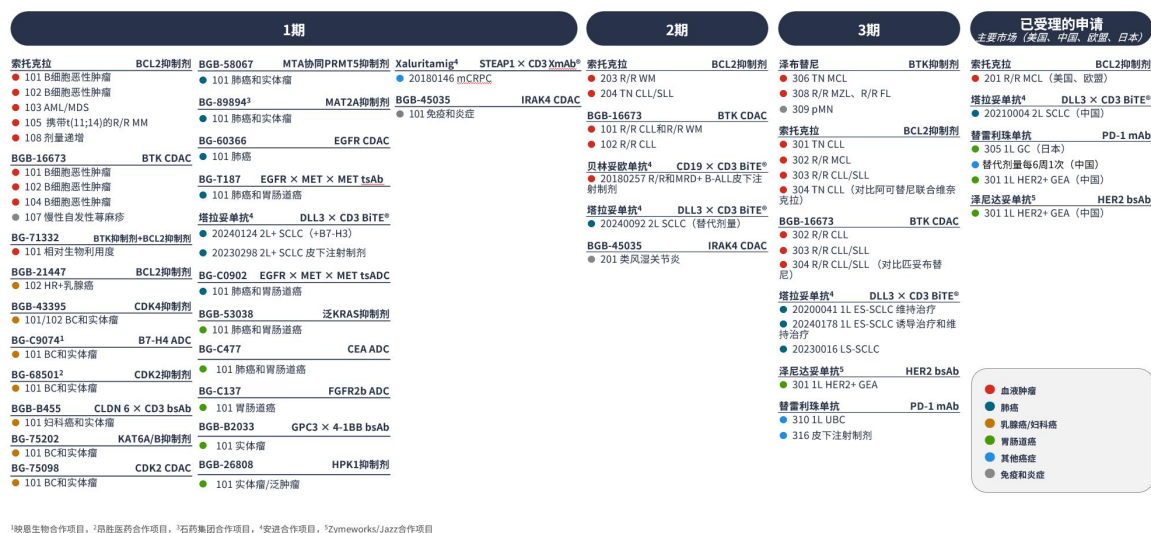 1期
索托克拉 BCL2抑制剂
101 B细胞恶性肿瘤
102 B细胞恶性肿瘤
103 AML/MDS
105 携带t(11;14)的R/R MM
108 剂量递增
BGB-16673 BTK CDAC
101 B细胞恶性肿瘤
102 B细胞恶性肿瘤
104 B细胞恶性肿瘤
107 慢性自发性荨麻疹
BG-71332 BTK抑制剂+BCL2抑制剂
101 相对生物利用度
BGB-21447 BCL2抑制剂
102 HR+乳腺癌
BGB-43395 CDK4抑制剂
101/102 BC和实体瘤
BG-C9074¹ B7-H4 ADC
101 BC和实体瘤
BG-68501² CDK2抑制剂
101 BC和实体瘤
BGB-B455 CLDN 6 × CD3 bsAb
101 妇科癌和实体瘤
BG-75202 KAT6A/B抑制剂
101 BC和实体瘤
BG-75098 CDK2 CDAC
101 BC和实体瘤
BGB-58067 MTA协同PRMT5抑制剂
101 肺癌和实体瘤
BG-89894³ MAT2A抑制剂
101 肺癌和实体瘤
BG-60366 EGFR CDAC
101 肺癌
BG-T187 EGFR × MET × MET tsAb
101 肺癌和胃肠道癌
塔拉妥单抗⁴ DLL3 × CD3 BiTE®
20240124 2L+ SCLC（+B7-H3）
20230298 2L+ SCLC 皮下注射制剂
BG-C0902 EGFR × MET × MET tsADC
101 肺癌和胃肠道癌
BGB-53038 泛KRAS抑制剂
101 肺癌和胃肠道癌
BG-C477 CEA ADC
101 肺癌和胃肠道癌
BG-C137 FGFR2b ADC
101 胃肠道癌
BGB-B2033 GPC3 × 4-1BB bsAb
101 实体瘤
BGB-26808 HPK1抑制剂
101 实体瘤/泛肿瘤
Xaluritamig⁴ STEAP1 × CD3 XmAb®
20180146 mCRPC
BGB-45035 IRAK4 CDAC
101 免疫和炎症
2期
索托克拉 BCL2抑制剂
203 R/R WM
204 TN CLL/SLL
BGB-16673 BTK CDAC
101 R/R CLL和R/R WM
102 R/R CLL
贝林妥欧单抗⁴ CD19 × CD3 BiTE®
20180257 R/R和MRD+ B-ALL皮下注
射制剂
塔拉妥单抗⁴ DLL3 × CD3 BiTE®
20240092 2L SCLC（替代剂量）
BGB-45035 IRAK4 CDAC
201 类风湿关节炎
3期
泽布替尼 BTK抑制剂
306 TN MCL
308 R/R MZL、R/R FL
309 pMN
索托克拉 BCL2抑制剂
301 TN CLL
302 R/R MCL
303 R/R CLL/SLL
304 TN CLL（对比阿可替尼联合维奈
克拉）
BGB-16673 BTK CDAC
302 R/R CLL
303 R/R CLL/SLL
304 R/R CLL/SLL （对比匹妥布替
尼）
塔拉妥单抗⁴ DLL3 × CD3 BiTE®
20200041 1L ES-SCLC 维持治疗
20240178 1L ES-SCLC 诱导治疗和维
持治疗
20230016 LS-SCLC
泽尼达妥单抗⁵ HER2 bsAb
301 1L HER2+ GEA
替雷利珠单抗 PD-1 mAb
310 1L UBC
316 皮下注射制剂
已受理的申请
主要市场（美国、中国、欧盟、日本）
索托克拉 BCL2抑制剂
201 R/R MCL（美国、欧盟）
塔拉妥单抗⁴ DLL3 × CD3 BiTE®
20210004 2L SCLC（中国）
替雷利珠单抗 PD-1 mAb
305 1L GC（日本）
替代剂量每6周1次（中国）
301 1L HER2+ GEA（中国）
泽尼达妥单抗⁵ HER2 bsAb
301 1L HER2+ GEA（中国）
血液肿瘤
肺癌
乳腺癌/妇科癌
胃肠道癌
其他癌症
免疫和炎症
¹映恩生物合作项目，²昂胜医药合作项目，³石药集团合作项目，⁴安进合作项目，⁵Zymeworks/Jazz合作项目